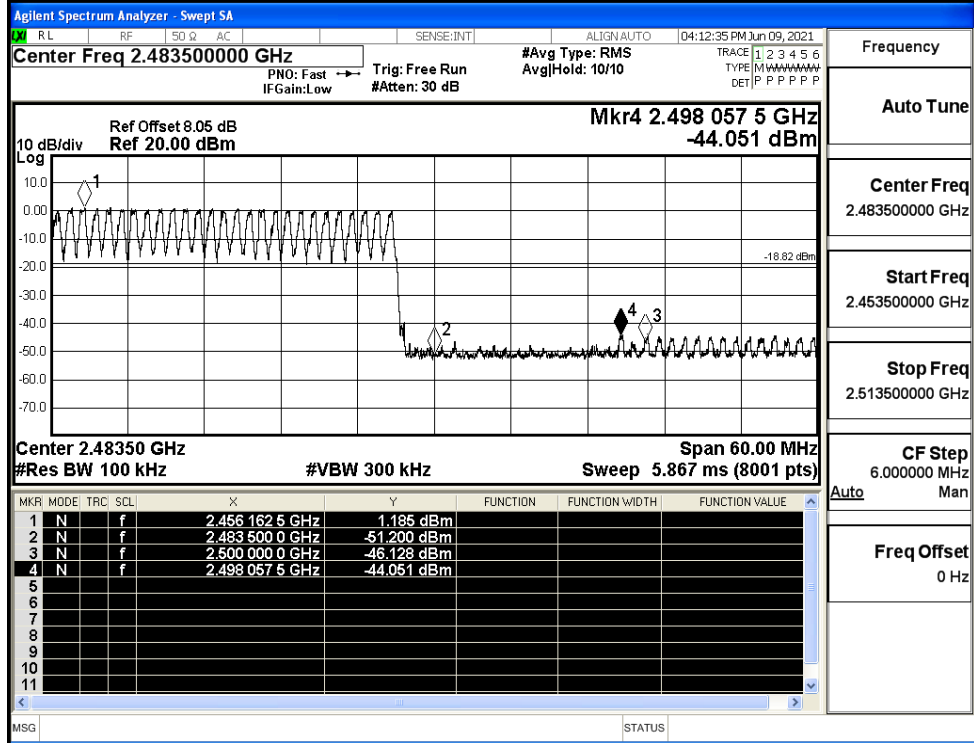 Agilent Spectrum Analyzer - Swept SA
LXI RL RF 50 Ω AC SENSE:INT ALIGN AUTO 04:12:35 PM Jun 09, 2021
Center Freq 2.483500000 GHz
PNO: Fast
IFGain:Low
Trig: Free Run
#Atten: 30 dB
#Avg Type: RMS
Avg|Hold: 10/10
TRACE 1 2 3 4 5 6
TYPE M WWWWW
DET P P P P P P
Ref Offset 8.05 dB
10 dB/div Ref 20.00 dBm
Log
Mkr4 2.498 057 5 GHz
-44.051 dBm
10.0
0.00
-10.0
-20.0
-30.0
-40.0
-50.0
-60.0
-70.0
1
2
4
3
-18.82 dBm
Center 2.48350 GHz Span 60.00 MHz
#Res BW 100 kHz #VBW 300 kHz Sweep 5.867 ms (8001 pts)
MKR MODE TRC SCL X Y FUNCTION FUNCTION WIDTH FUNCTION VALUE
1 N f 2.456 162 5 GHz 1.185 dBm
2 N f 2.483 500 0 GHz -51.200 dBm
3 N f 2.500 000 0 GHz -46.128 dBm
4 N f 2.498 057 5 GHz -44.051 dBm
5
6
7
8
9
10
11
MSG STATUS
Frequency
Auto Tune
Center Freq
2.483500000 GHz
Start Freq
2.453500000 GHz
Stop Freq
2.513500000 GHz
CF Step
6.000000 MHz
Auto Man
Freq Offset
0 Hz